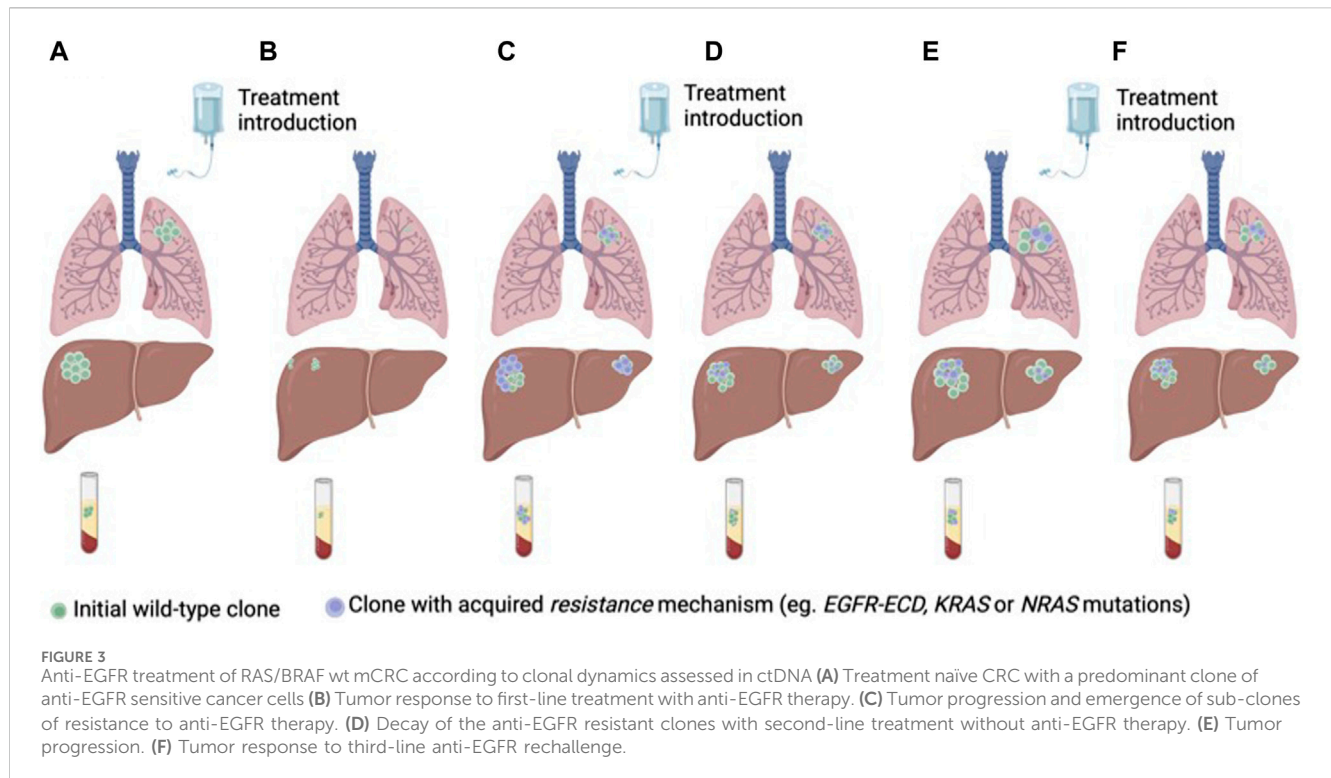 A B C D E F
Treatment introduction
Treatment introduction
Treatment introduction
Initial wild-type clone
Clone with acquired resistance mechanism (eg. EGFR-ECD, KRAS or NRAS mutations)
FIGURE 3
Anti-EGFR treatment of RAS/BRAF wt mCRC according to clonal dynamics assessed in ctDNA (A) Treatment naïve CRC with a predominant clone of
anti-EGFR sensitive cancer cells (B) Tumor response to first-line treatment with anti-EGFR therapy. (C) Tumor progression and emergence of sub-clones
of resistance to anti-EGFR therapy. (D) Decay of the anti-EGFR resistant clones with second-line treatment without anti-EGFR therapy. (E) Tumor
progression. (F) Tumor response to third-line anti-EGFR rechallenge.